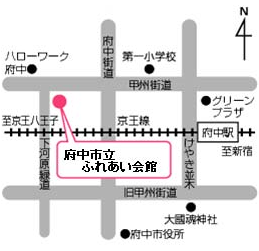 N
ハローワーク
府中
府中街道
第一小学校
甲州街道
グリーン
プラザ
至京王八王子
京王線
府中駅
至新宿
下河原緑道
府中市立
ふれあい会館
けやき並木
旧甲州街道
大國魂神社
府中市役所